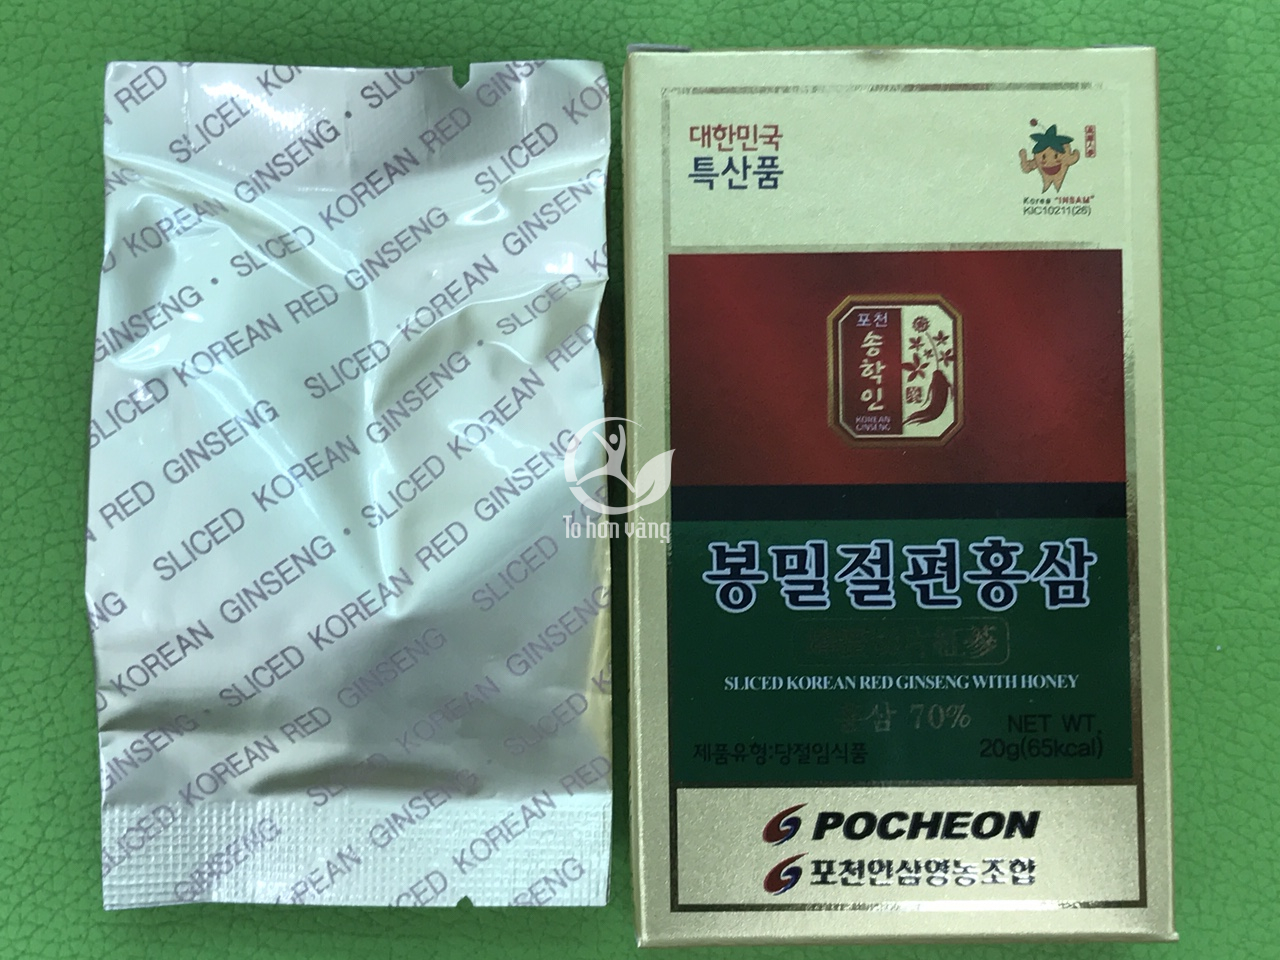 SLICED KOREAN RED GINSENG • SLICED KOREAN RED GINSENG
대한민국
특산품
Korea "INSAM"
KIC10211(26)
포천
송학인
KOREAN
GINSENG
봉밀절편홍삼
SLICED KOREAN RED GINSENG WITH HONEY
홍삼 70%
NET WT.
제품유형:당절임식품
20g(65kcal)
POCHEON
포천인삼영농조합
To hơn vàng